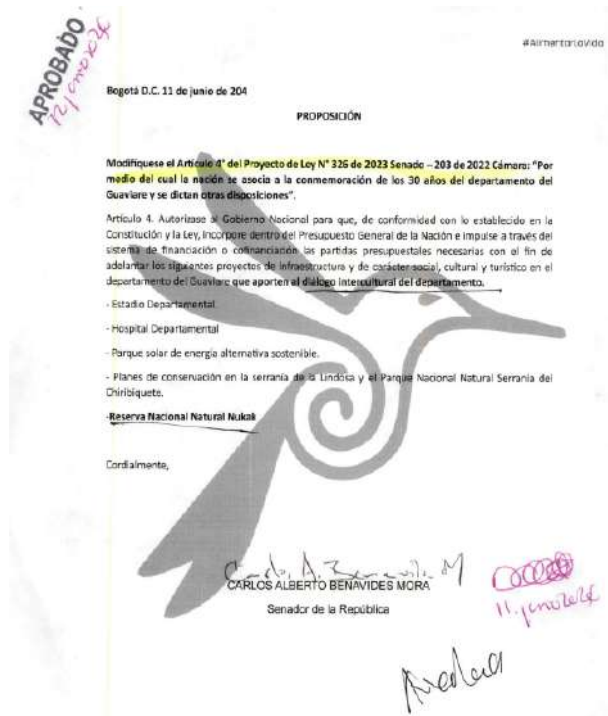 APROBADO
#AlimentarLaVida
Bogotá D.C. 11 de junio de 204
PROPOSICIÓN
Modifíquese el Artículo 4° del Proyecto de Ley N° 326 de 2023 Senado – 203 de 2022 Cámara: "Por
medio del cual la nación se asocia a la conmemoración de los 30 años del departamento del
Guaviare y se dictan otras disposiciones".
Artículo 4. Autorízase al Gobierno Nacional para que, de conformidad con lo establecido en la
Constitución y la Ley, incorpore dentro del Presupuesto General de la Nación e impulse a través del
sistema de financiación o cofinanciación las partidas presupuestales necesarias con el fin de
adelantar los siguientes proyectos de infraestructura y de carácter social, cultural y turístico en el
departamento del Guaviare que aporten al diálogo intercultural del departamento.
- Estadio Departamental
- Hospital Departamental
- Parque solar de energía alternativa sostenible.
- Planes de conservación en la serranía de la Lindosa y el Parque Nacional Natural Serranía del
Chiribiquete.
-Reserva Nacional Natural Nukak
Cordialmente,
CARLOS ALBERTO BENAVIDES MORA
Senador de la República